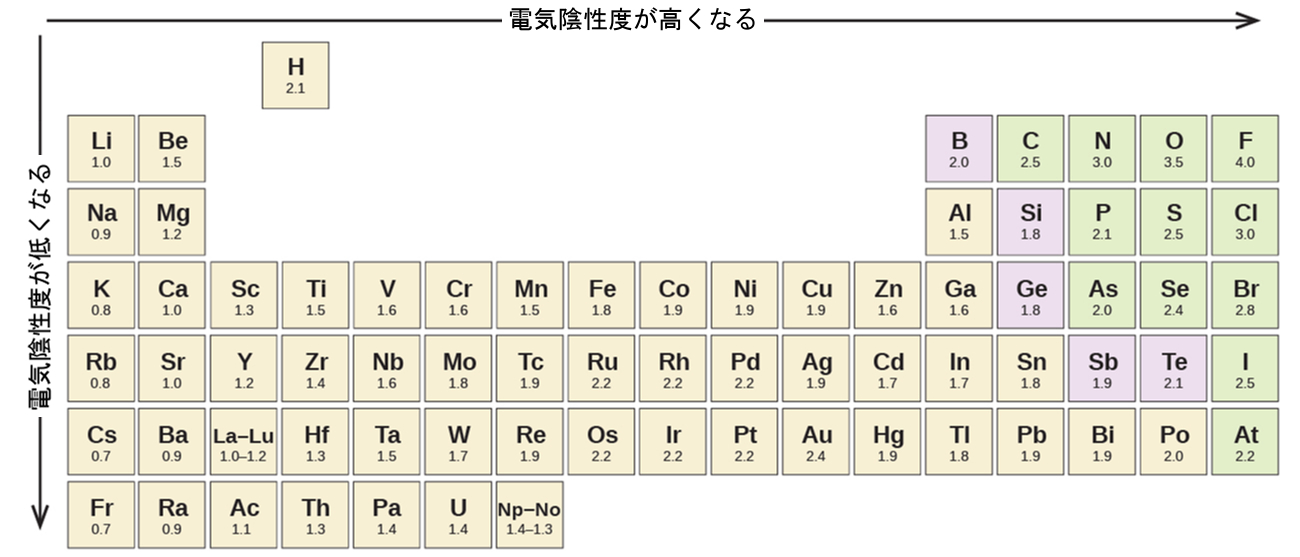 電気陰性度が高くなる
電気陰性度が低くなる
H
2.1
Li Be B C N O F
1.0 1.5 2.0 2.5 3.0 3.5 4.0
Na Mg Al Si P S Cl
0.9 1.2 1.5 1.8 2.1 2.5 3.0
K Ca Sc Ti V Cr Mn Fe Co Ni Cu Zn Ga Ge As Se Br
0.8 1.0 1.3 1.5 1.6 1.6 1.5 1.8 1.9 1.9 1.9 1.6 1.6 1.8 2.0 2.4 2.8
Rb Sr Y Zr Nb Mo Tc Ru Rh Pd Ag Cd In Sn Sb Te I
0.8 1.0 1.2 1.4 1.6 1.8 1.9 2.2 2.2 2.2 1.9 1.7 1.7 1.8 1.9 2.1 2.5
Cs Ba La–Lu Hf Ta W Re Os Ir Pt Au Hg Tl Pb Bi Po At
0.7 0.9 1.0–1.2 1.3 1.5 1.7 1.9 2.2 2.2 2.2 2.4 1.9 1.8 1.9 1.9 2.0 2.2
Fr Ra Ac Th Pa U Np–No
0.7 0.9 1.1 1.3 1.4 1.4 1.4–1.3